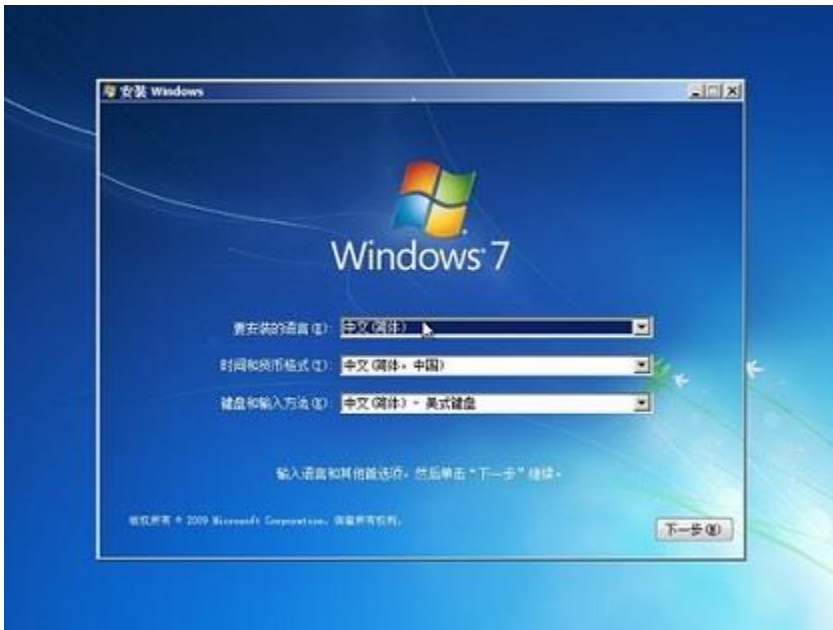 安装 Windows
Windows 7
要安装的语言(E): 中文(简体)
时间和货币格式(T): 中文(简体，中国)
键盘和输入方法(K): 中文(简体) - 美式键盘
输入语言和其他首选项，然后单击“下一步”继续。
版权所有 © 2009 Microsoft Corporation。保留所有权利。
下一步(N)